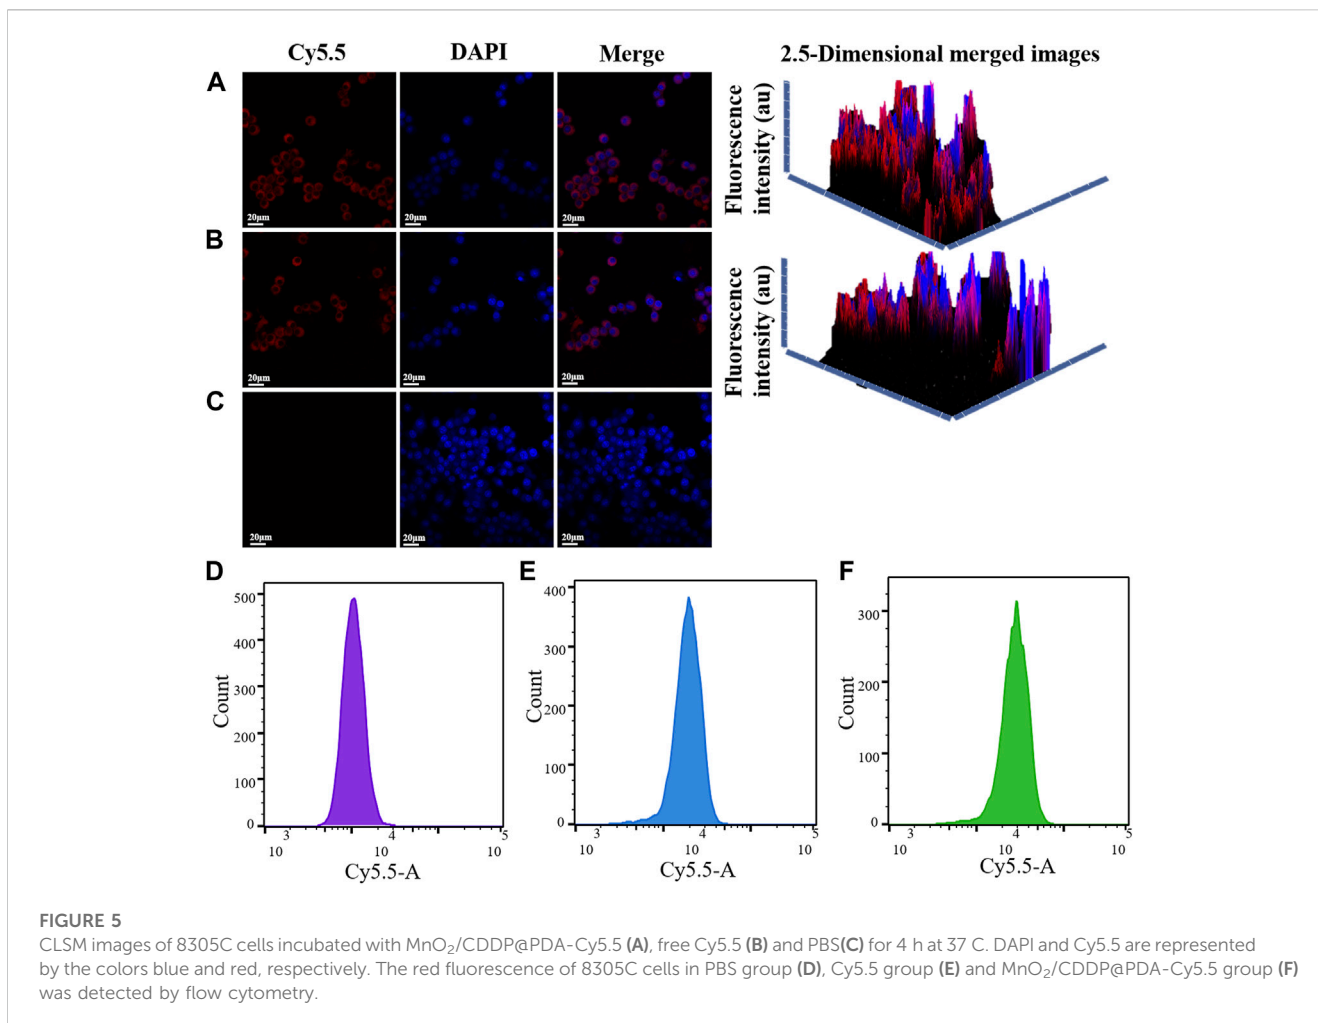 Cy5.5 DAPI Merge 2.5-Dimensional merged images
A
20μm 20μm 20μm
Fluorescence
intensity (au)
B
20μm 20μm 20μm
Fluorescence
intensity (au)
C
20μm 20μm 20μm
D
500
400
300
200
100
0
Count
10 3 10 4 10 5
Cy5.5-A
E
400
300
200
100
0
Count
10 3 10 4 10 5
Cy5.5-A
F
300
200
100
0
Count
10 3 10 4 10 5
Cy5.5-A
FIGURE 5
CLSM images of 8305C cells incubated with MnO₂/CDDP@PDA-Cy5.5 (A), free Cy5.5 (B) and PBS(C) for 4 h at 37 C. DAPI and Cy5.5 are represented
by the colors blue and red, respectively. The red fluorescence of 8305C cells in PBS group (D), Cy5.5 group (E) and MnO₂/CDDP@PDA-Cy5.5 group (F)
was detected by flow cytometry.